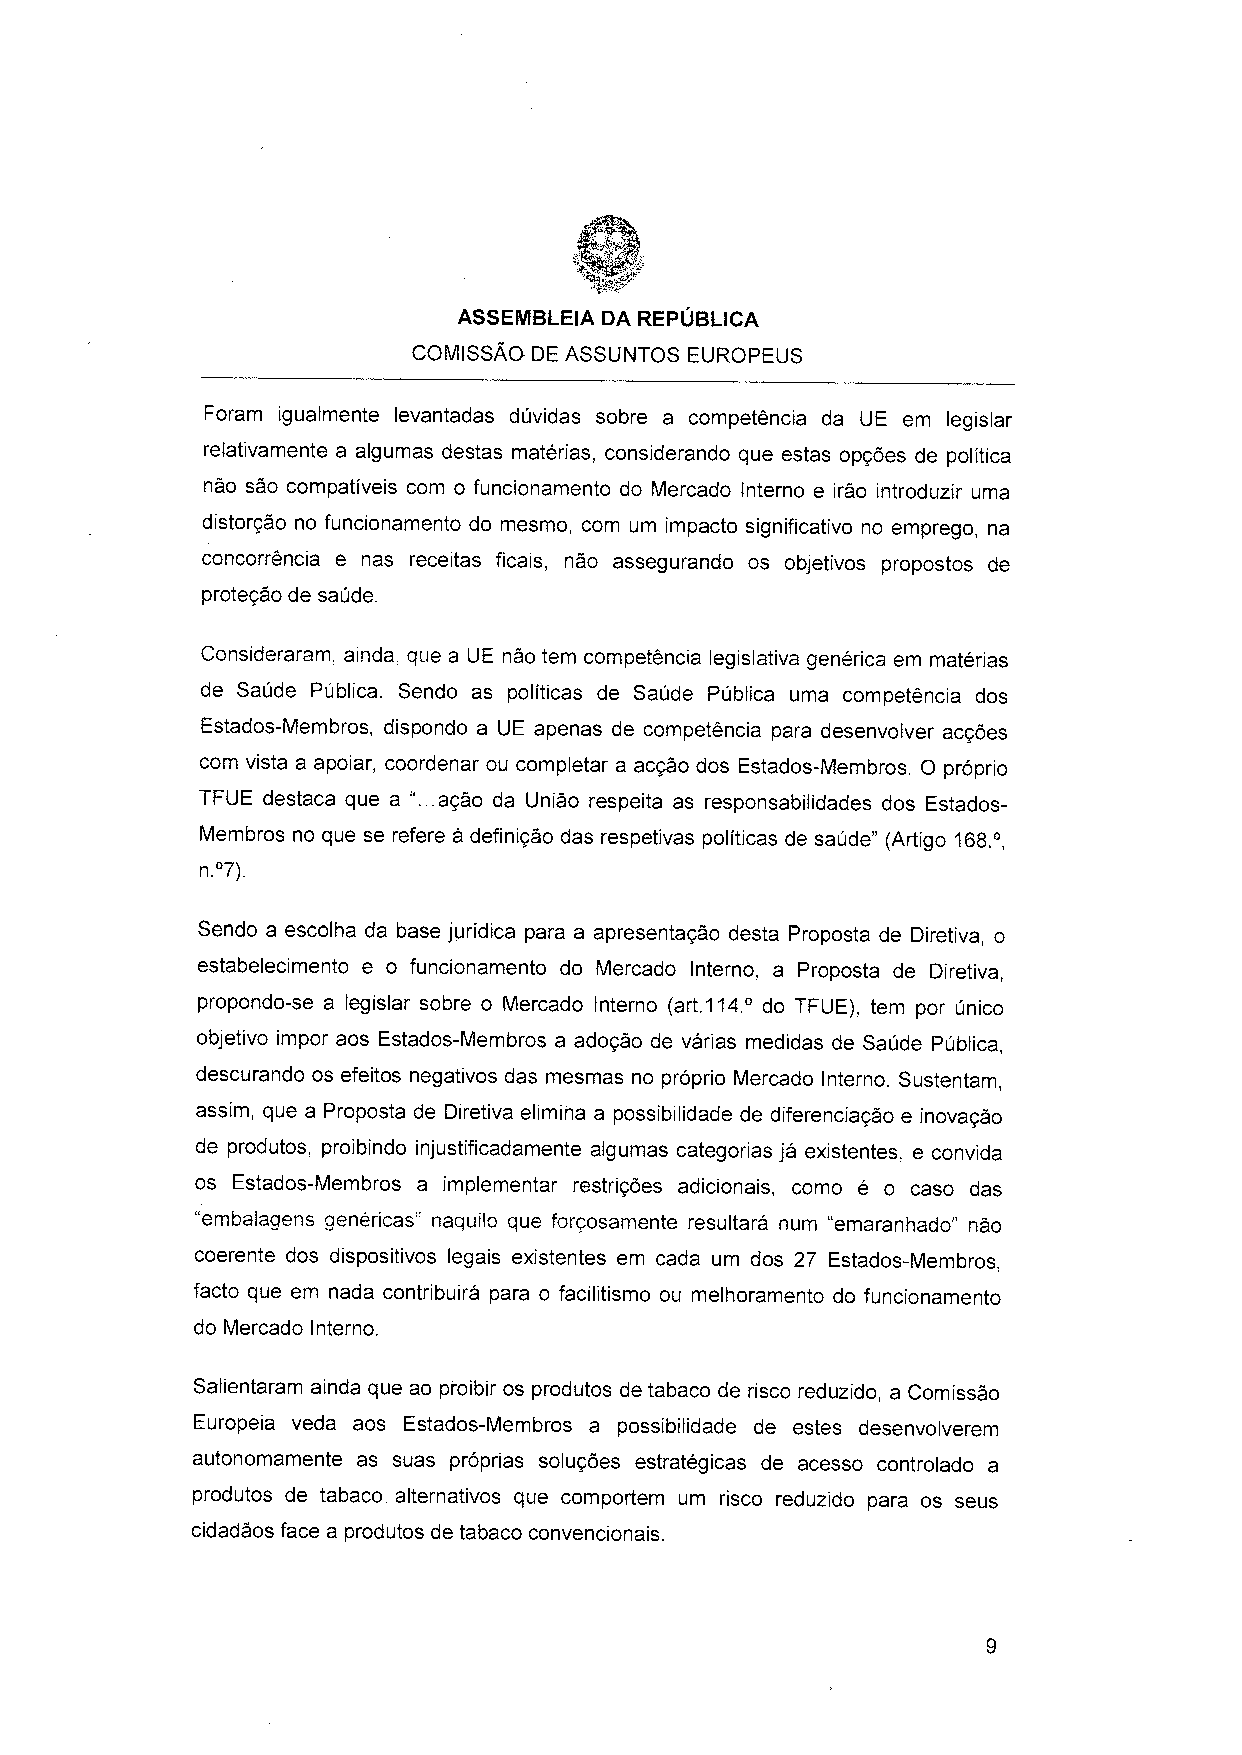 ASSEMBLEIA DA REPÚBLICA
COMISSÃO DE ASSUNTOS EUROPEUS
Foram igualmente levantadas dúvidas sobre a competência da UE em legislar
relativamente a algumas destas matérias, considerando que estas opções de política
não são compatíveis com o funcionamento do Mercado Interno e irão introduzir uma
distorção no funcionamento do mesmo, com um impacto significativo no emprego, na
concorrência e nas receitas ficais, não assegurando os objetivos propostos de
proteção de saúde.
Consideraram, ainda, que a UE não tem competência legislativa genérica em matérias
de Saúde Pública. Sendo as políticas de Saúde Pública uma competência dos
Estados-Membros, dispondo a UE apenas de competência para desenvolver acções
com vista a apoiar, coordenar ou completar a acção dos Estados-Membros. O próprio
TFUE destaca que a "...ação da União respeita as responsabilidades dos Estados-
Membros no que se refere à definição das respetivas políticas de saúde" (Artigo 168.º,
n.º7).
Sendo a escolha da base jurídica para a apresentação desta Proposta de Diretiva, o
estabelecimento e o funcionamento do Mercado Interno, a Proposta de Diretiva,
propondo-se a legislar sobre o Mercado Interno (art.114.º do TFUE), tem por único
objetivo impor aos Estados-Membros a adoção de várias medidas de Saúde Pública,
descurando os efeitos negativos das mesmas no próprio Mercado Interno. Sustentam,
assim, que a Proposta de Diretiva elimina a possibilidade de diferenciação e inovação
de produtos, proibindo injustificadamente algumas categorias já existentes, e convida
os Estados-Membros a implementar restrições adicionais, como é o caso das
"embalagens genéricas" naquilo que forçosamente resultará num "emaranhado" não
coerente dos dispositivos legais existentes em cada um dos 27 Estados-Membros,
facto que em nada contribuirá para o facilitismo ou melhoramento do funcionamento
do Mercado Interno.
Salientaram ainda que ao proibir os produtos de tabaco de risco reduzido, a Comissão
Europeia veda aos Estados-Membros a possibilidade de estes desenvolverem
autonomamente as suas próprias soluções estratégicas de acesso controlado a
produtos de tabaco alternativos que comportem um risco reduzido para os seus
cidadãos face a produtos de tabaco convencionais.
9